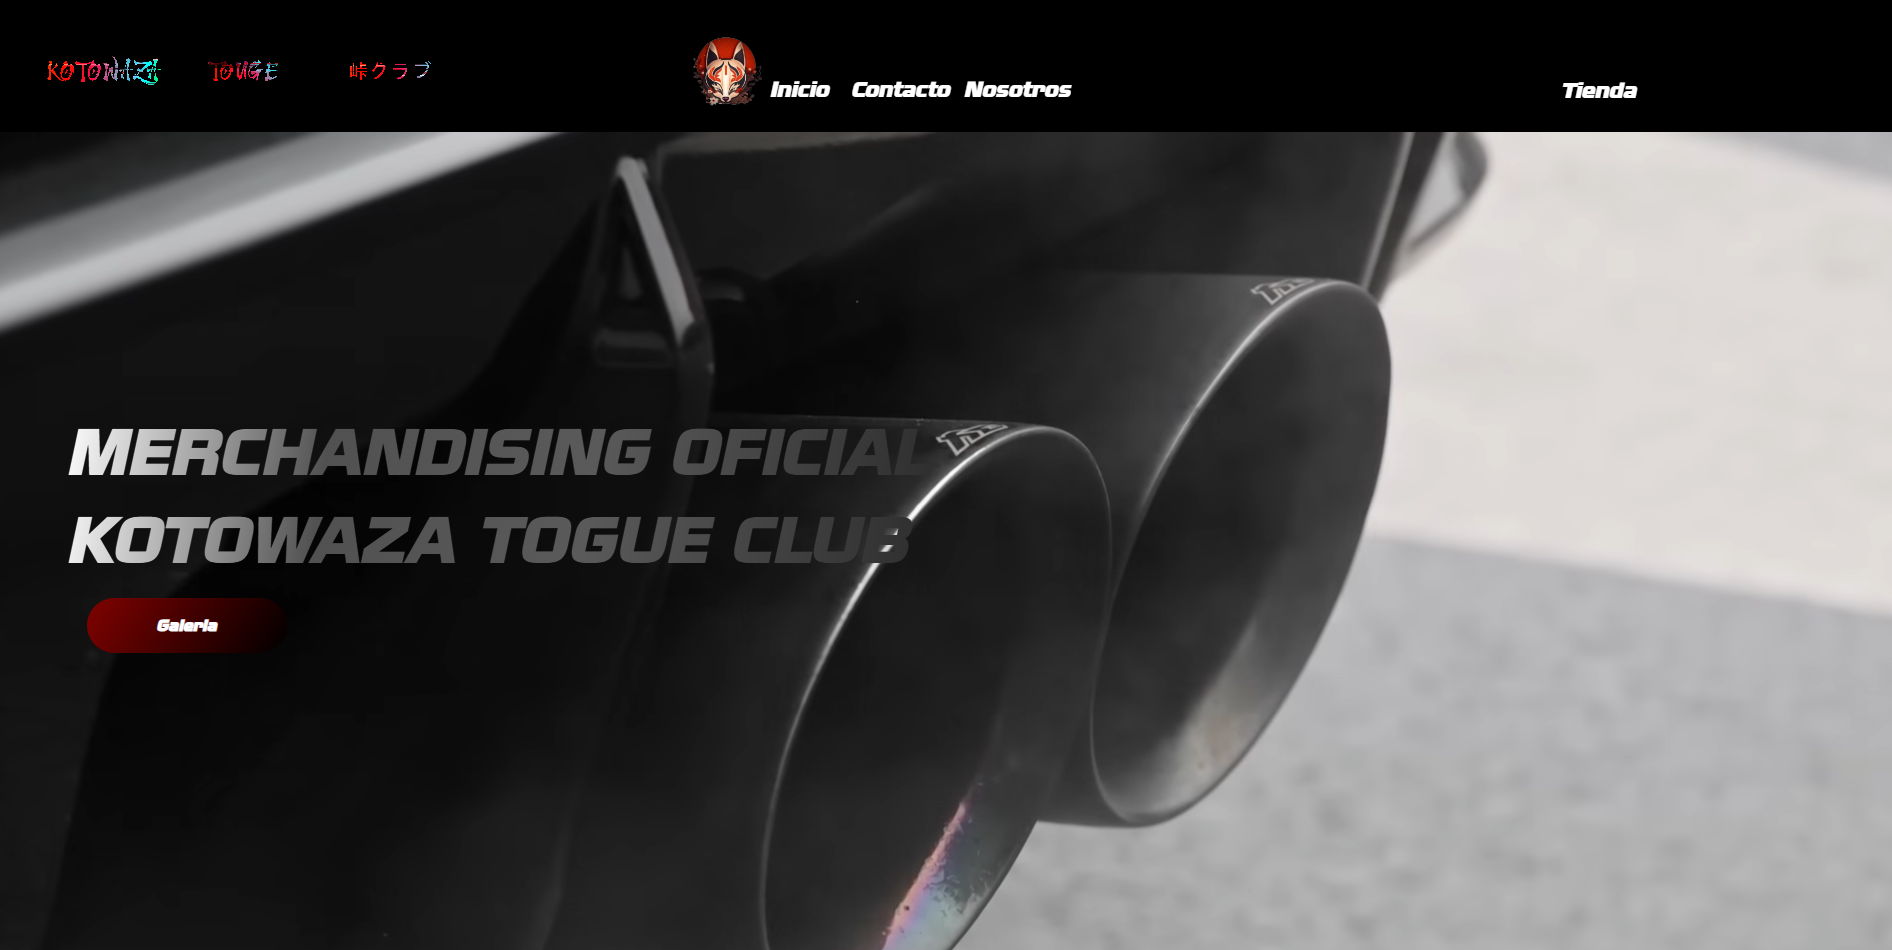 KOTOWAZA TOUGE 峠クラブ
Inicio Contacto Nosotros
Tienda
MERCHANDISING OFICIAL
KOTOWAZA TOGUE CLUB
Galeria